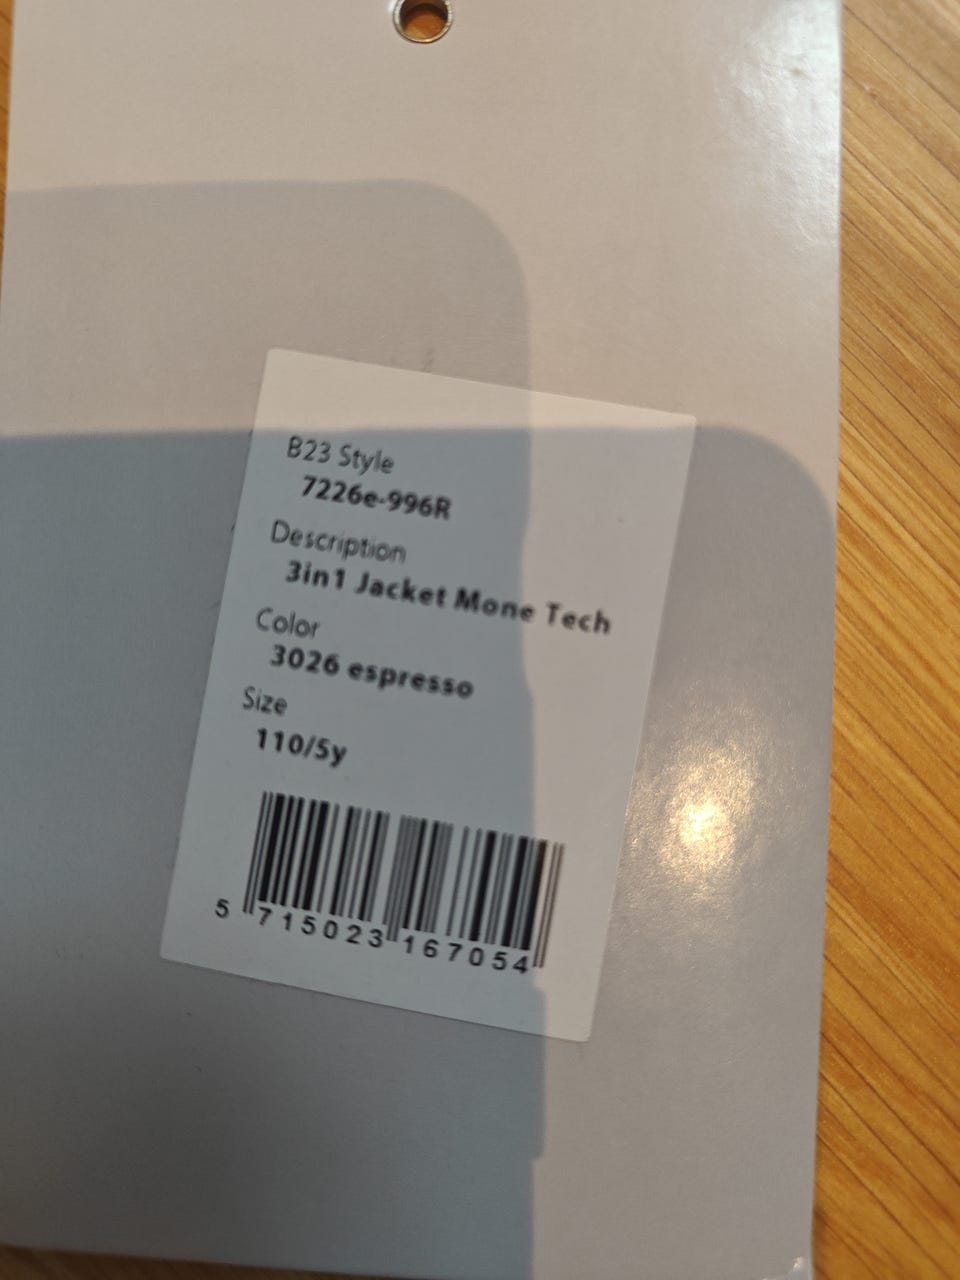 B23 Style
7226e-996R
Description
3in1 Jacket Mone Tech
Color
3026 espresso
Size
110/5y
5 715023 167054